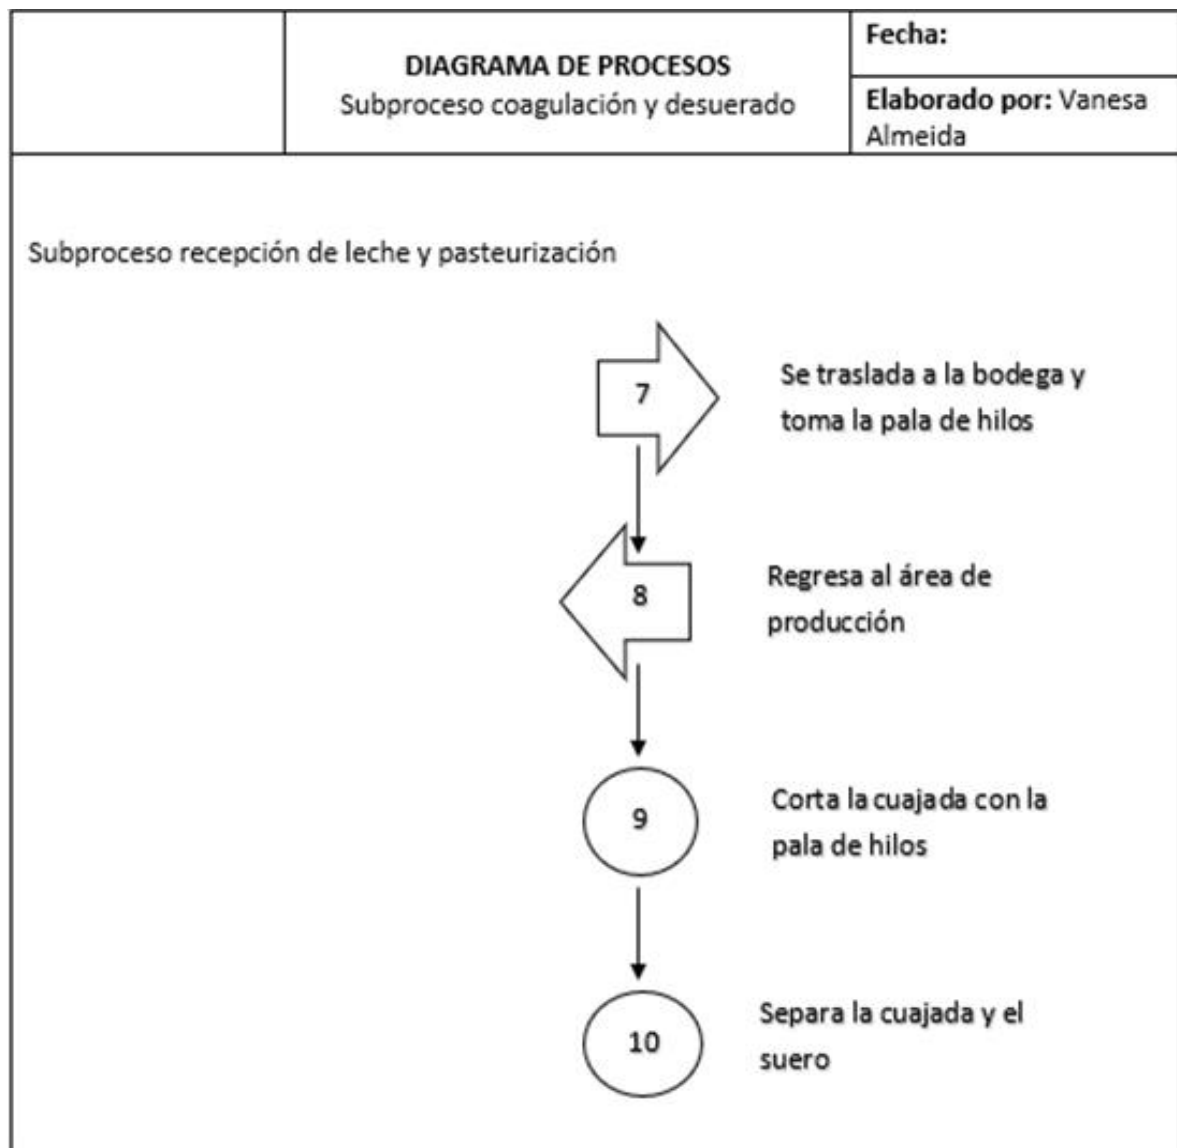 DIAGRAMA DE PROCESOS
Subproceso coagulación y desuerado
Fecha:
Elaborado por: Vanesa
Almeida
Subproceso recepción de leche y pasteurización
7
Se traslada a la bodega y
toma la pala de hilos
8
Regresa al área de
producción
9
Corta la cuajada con la
pala de hilos
10
Separa la cuajada y el
suero